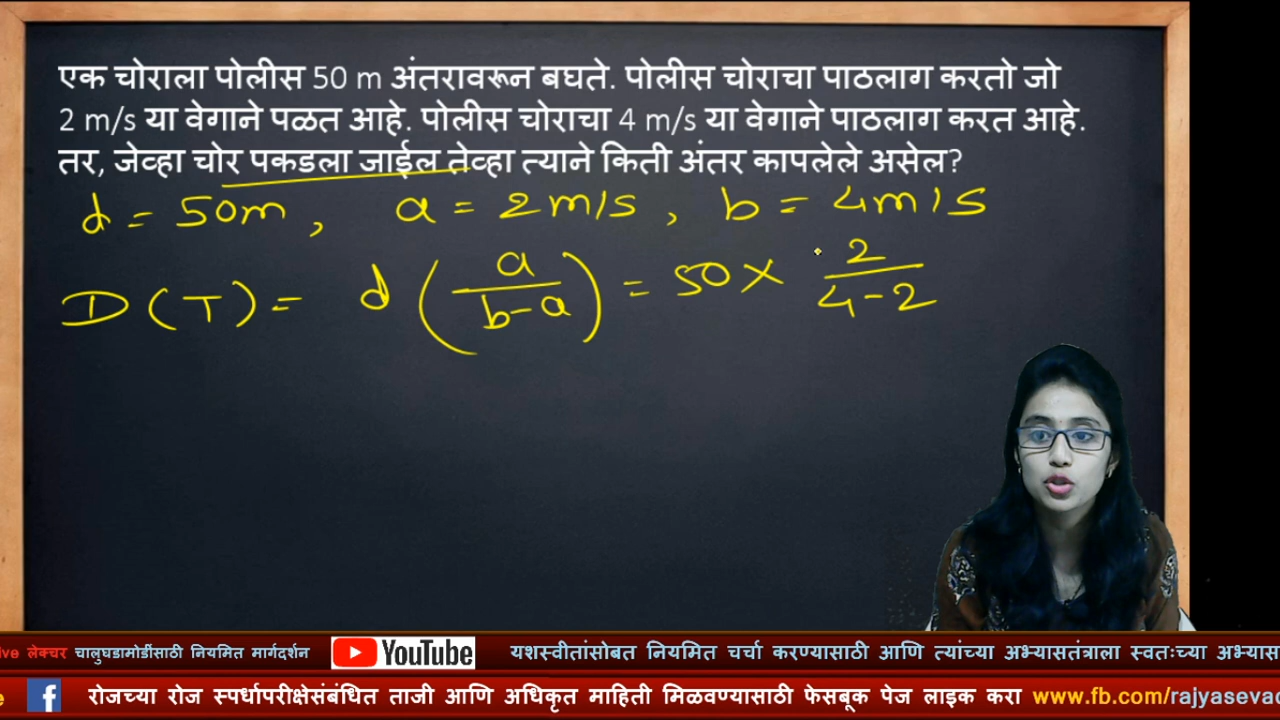 एक चोराला पोलीस 50 m अंतरावरून बघते. पोलीस चोराचा पाठलाग करतो जो
2 m/s या वेगाने पळत आहे. पोलीस चोराचा 4 m/s या वेगाने पाठलाग करत आहे.
तर, जेव्हा चोर पकडला जाईल तेव्हा त्याने किती अंतर कापलेले असेल?
d = 50m, a = 2m/s, b = 4m/s
D(T) = d (a/b-a) = 50 × 2/4-2
ive लेक्चर चालुघडामोडींसाठी नियमित मार्गदर्शन YouTube यशस्वीतांसोबत नियमित चर्चा करण्यासाठी आणि त्यांच्या अभ्यासतंत्राला स्वतःच्या अभ्यास
e f रोजच्या रोज स्पर्धापरीक्षेसंबंधित ताजी आणि अधिकृत माहिती मिळवण्यासाठी फेसबूक पेज लाइक करा www.fb.com/rajyasevac